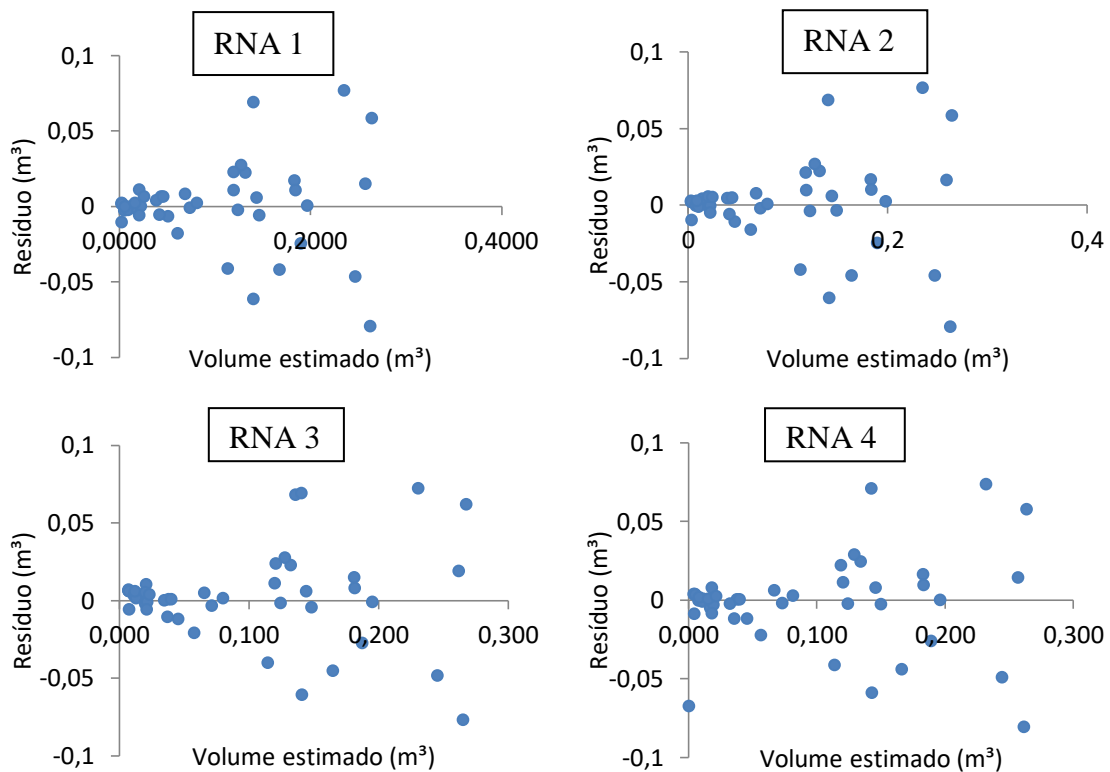 RNA 1
0,1
0,05
0
-0,05
-0,1
0,0000
0,2000
0,4000
Resíduo (m³)
Volume estimado (m³)
RNA 2
0,1
0,05
0
-0,05
-0,1
0
0,2
0,4
Resíduo (m³)
Volume estimado (m³)
RNA 3
0,1
0,05
0
-0,05
-0,1
0,000
0,100
0,200
0,300
Resíduo (m³)
Volume estimado (m³)
RNA 4
0,1
0,05
0
-0,05
-0,1
0,000
0,100
0,200
0,300
Resíduo (m³)
Volume estimado (m³)